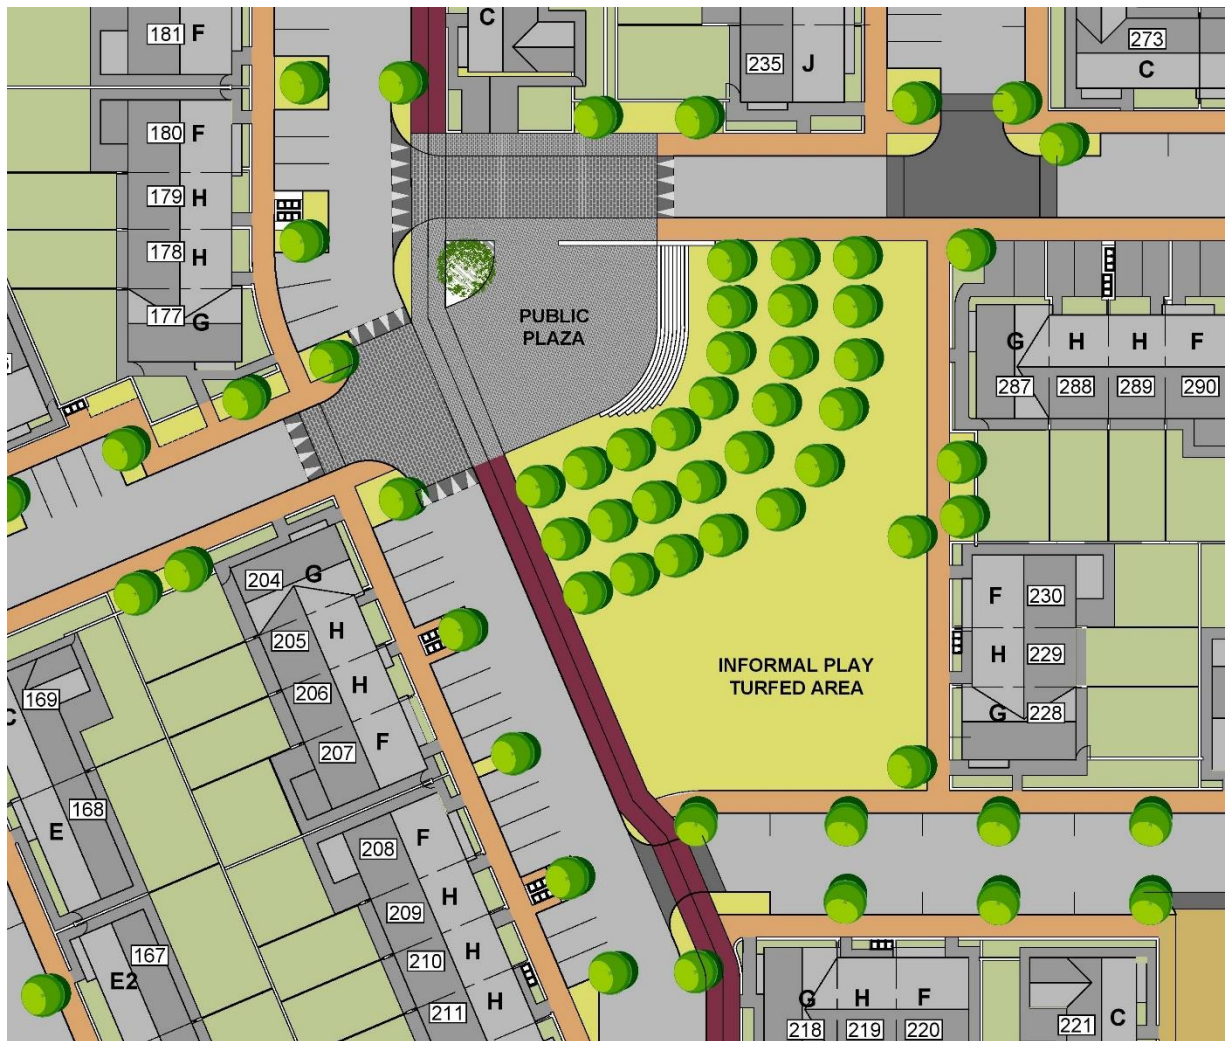 181 F
C
235 J
273
C
180 F
179 H
178 H
177 G
PUBLIC
PLAZA
G H H F
287 288 289 290
204 G
205 H
206 H
207 F
F 230
H 229
G 228
INFORMAL PLAY
TURFED AREA
169
C
168
E
208 F
209 H
210 H
211 H
167
E2
G H F
218 219 220
221 C